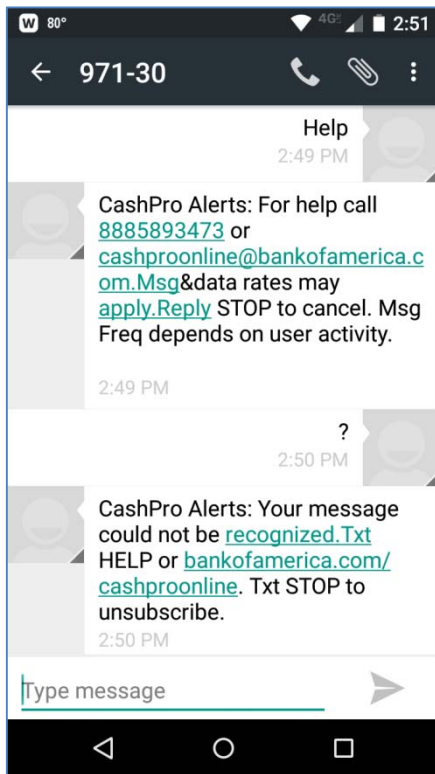 W 80° 4G 2:51
971-30
Help
2:49 PM
CashPro Alerts: For help call
8885893473 or
cashproonline@bankofamerica.c
om.Msg&data rates may
apply.Reply STOP to cancel. Msg
Freq depends on user activity.
2:49 PM
?
2:50 PM
CashPro Alerts: Your message
could not be recognized.Txt
HELP or bankofamerica.com/
cashproonline. Txt STOP to
unsubscribe.
2:50 PM
Type message